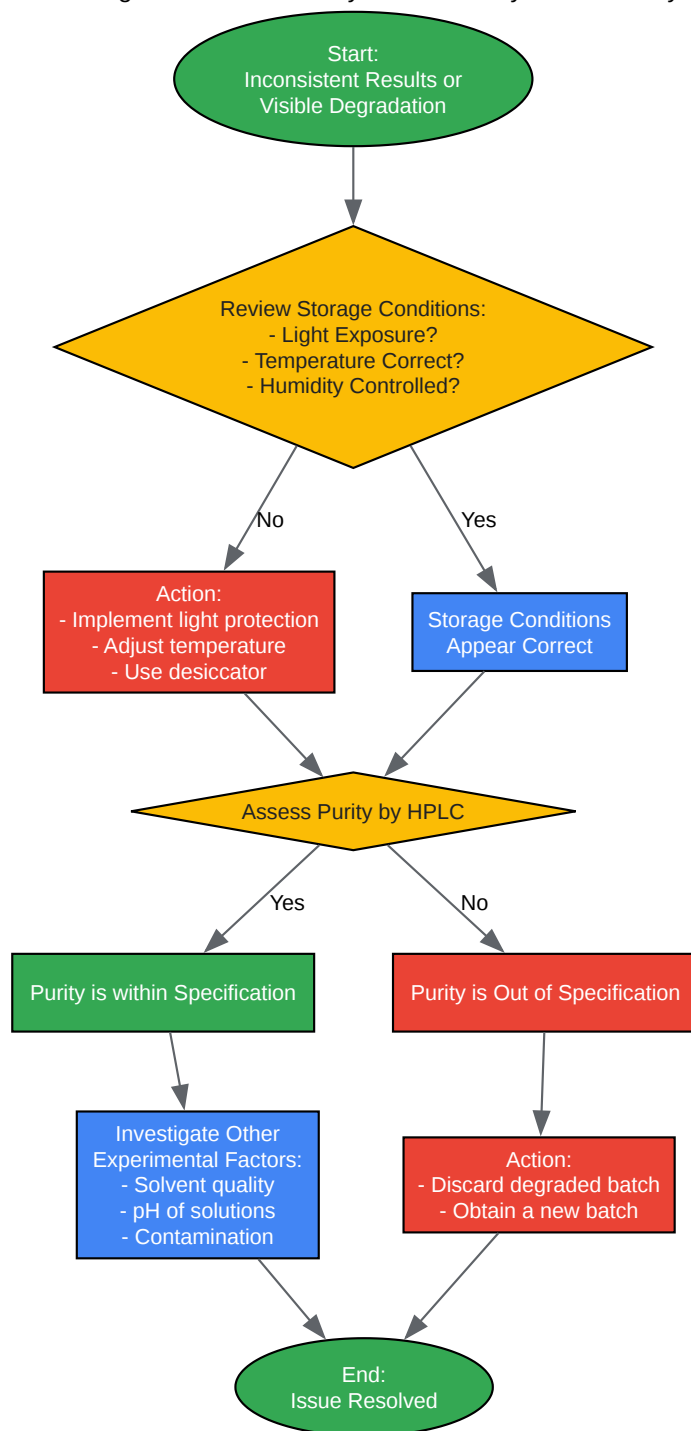 Start:
Inconsistent Results or
Visible Degradation
Review Storage Conditions:
- Light Exposure?
- Temperature Correct?
- Humidity Controlled?
No
Yes
Action:
- Implement light protection
- Adjust temperature
- Use desiccator
Storage Conditions
Appear Correct
Assess Purity by HPLC
Yes
No
Purity is within Specification
Purity is Out of Specification
Investigate Other
Experimental Factors:
- Solvent quality
- pH of solutions
- Contamination
Action:
- Discard degraded batch
- Obtain a new batch
End:
Issue Resolved